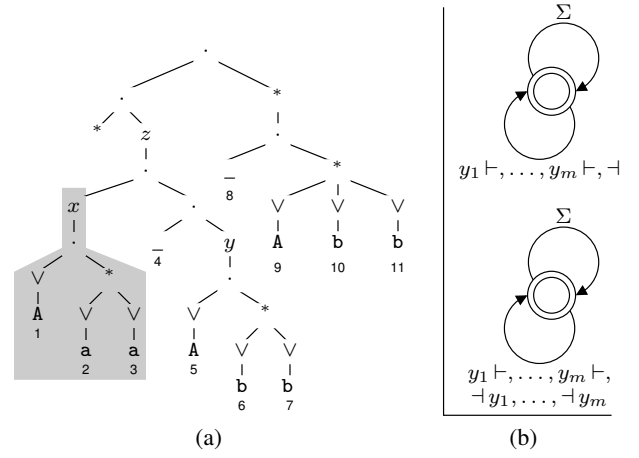 ·
· *
* z ·
· _ *
8
x · ∨ ∨ ∨
· _ y A b b
4 9 10 11
∨ * ·
A ∨ ∨ ∨ *
1 a a A ∨ ∨
2 3 5 b b
6 7
(a)
Σ
y₁ ⊢, . . . , yₘ ⊢, ⊣
Σ
y₁ ⊢, . . . , yₘ ⊢,
⊣ y₁, . . . , ⊣ yₘ
(b)